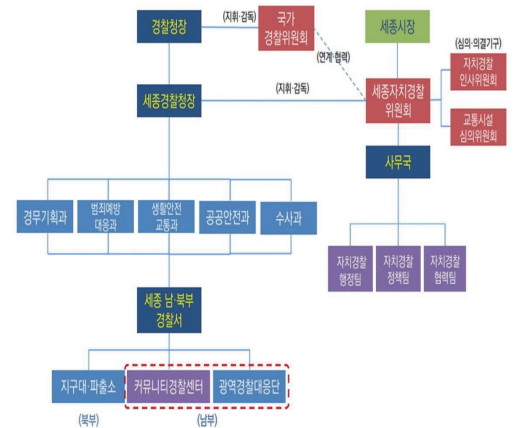 경찰청장
(지휘·감독)
국가
경찰위원회
세종시장
(심의·의결기구)
(연계·협력)
자치경찰
인사위원회
세종경찰청장
(지휘·감독)
세종자치경찰
위원회
교통시설
심의위원회
사무국
경무기획과
범죄예방
대응과
생활안전
교통과
공공안전과
수사과
자치경찰
행정팀
자치경찰
정책팀
자치경찰
협력팀
세종 남·북부
경찰서
지구대·파출소
커뮤니티경찰센터
광역경찰대응단
(북부)
(남부)